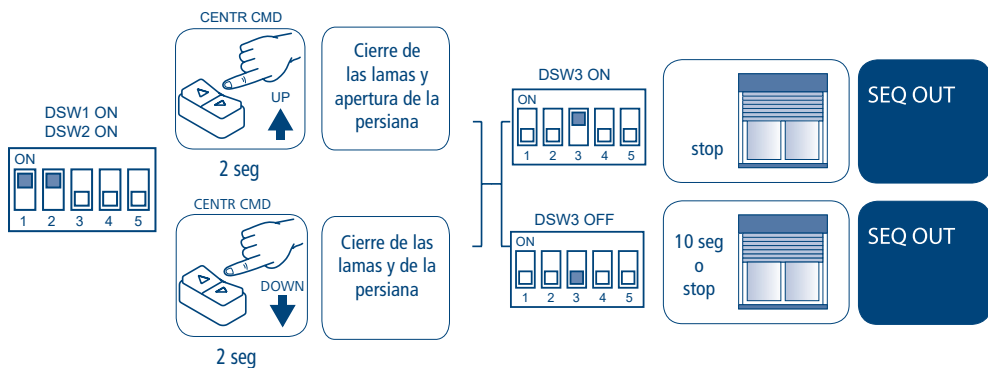 DSW1 ON
DSW2 ON
ON
1 2 3 4 5
CENTR CMD
UP
2 seg
Cierre de
las lamas y
apertura de la
persiana
CENTR CMD
DOWN
2 seg
Cierre de las
lamas y de la
persiana
DSW3 ON
ON
1 2 3 4 5
stop
SEQ OUT
DSW3 OFF
ON
1 2 3 4 5
10 seg
o
stop
SEQ OUT